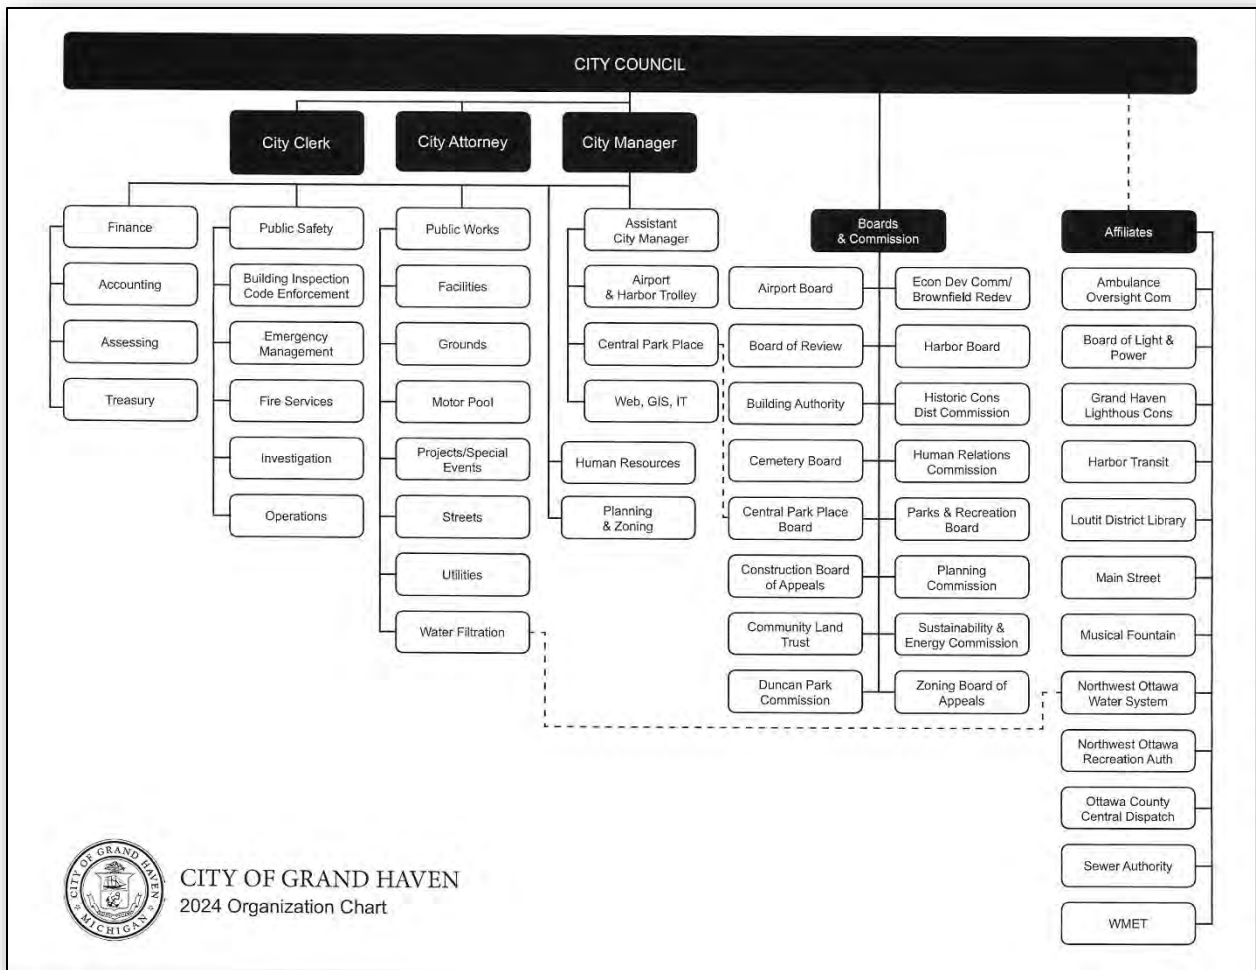 CITY COUNCIL
City Clerk
City Attorney
City Manager
Finance
Accounting
Assessing
Treasury
Public Safety
Building Inspection
Code Enforcement
Emergency
Management
Fire Services
Investigation
Operations
Public Works
Facilities
Grounds
Motor Pool
Projects/Special
Events
Streets
Utilities
Water Filtration
Assistant
City Manager
Airport
& Harbor Trolley
Central Park Place
Web, GIS, IT
Human Resources
Planning
& Zoning
Boards
& Commission
Airport Board
Board of Review
Building Authority
Cemetery Board
Central Park Place
Board
Construction Board
of Appeals
Community Land
Trust
Duncan Park
Commission
Econ Dev Comm/
Brownfield Redev
Harbor Board
Historic Cons
Dist Commission
Human Relations
Commission
Parks & Recreation
Board
Planning
Commission
Sustainability &
Energy Commission
Zoning Board of
Appeals
Affiliates
Ambulance
Oversight Com
Board of Light &
Power
Grand Haven
Lighthous Cons
Harbor Transit
Loutit District Library
Main Street
Musical Fountain
Northwest Ottawa
Water System
Northwest Ottawa
Recreation Auth
Ottawa County
Central Dispatch
Sewer Authority
WMET
CITY OF GRAND HAVEN
MICHIGAN
CITY OF GRAND HAVEN
2024 Organization Chart